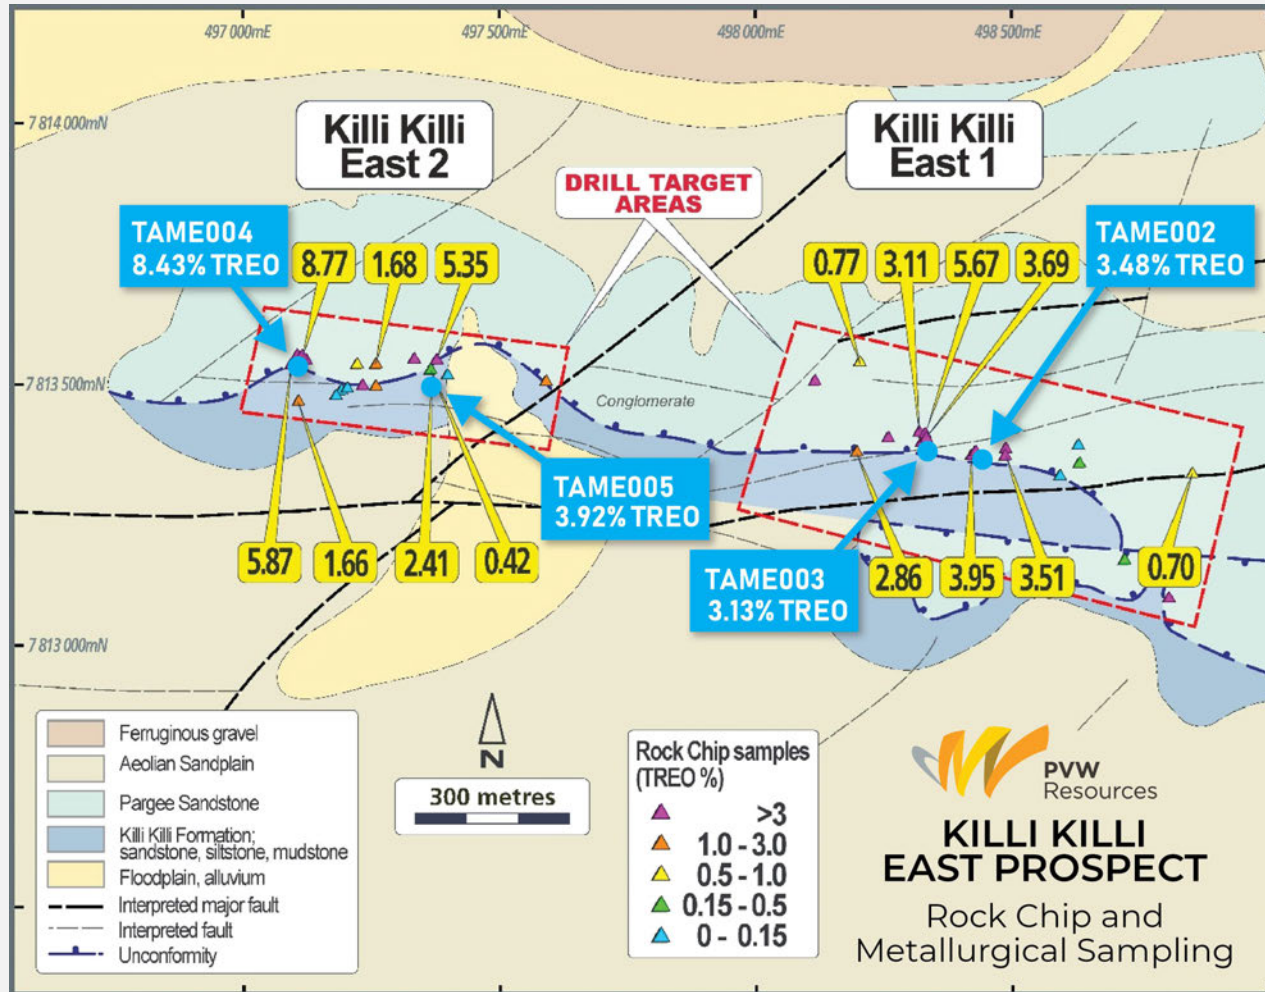 497 000mE
497 500mE
498 000mE
498 500mE
7 814 000mN
Killi Killi
East 2
Killi Killi
East 1
DRILL TARGET
AREAS
TAME004
8.43% TREO
8.77
1.68
5.35
0.77
3.11
5.67
3.69
TAME002
3.48% TREO
7 813 500mN
Conglomerate
TAME005
3.92% TREO
5.87
1.66
2.41
0.42
TAME003
3.13% TREO
2.86
3.95
3.51
0.70
7 813 000mN
Ferruginous gravel
Aeolian Sandplain
Pargee Sandstone
Killi Killi Formation;
sandstone, siltstone, mudstone
Floodplain, alluvium
Interpreted major fault
Interpreted fault
Unconformity
N
300 metres
Rock Chip samples
(TREO %)
>3
1.0 - 3.0
0.5 - 1.0
0.15 - 0.5
0 - 0.15
PVW
Resources
KILLI KILLI
EAST PROSPECT
Rock Chip and
Metallurgical Sampling